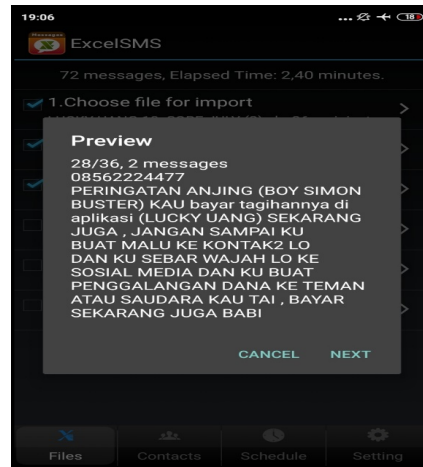 19:06
18
Messages
ExcelSMS
72 messages, Elapsed Time: 2,40 minutes.
1.Choose file for import
Preview
28/36, 2 messages
08562224477
PERINGATAN ANJING (BOY SIMON
BUSTER) KAU bayar tagihannya di
aplikasi (LUCKY UANG) SEKARANG
JUGA , JANGAN SAMPAI KU
BUAT MALU KE KONTAK2 LO
DAN KU SEBAR WAJAH LO KE
SOSIAL MEDIA DAN KU BUAT
PENGGALANGAN DANA KE TEMAN
ATAU SAUDARA KAU TAI , BAYAR
SEKARANG JUGA BABI
CANCEL NEXT
Files Contacts Schedule Setting